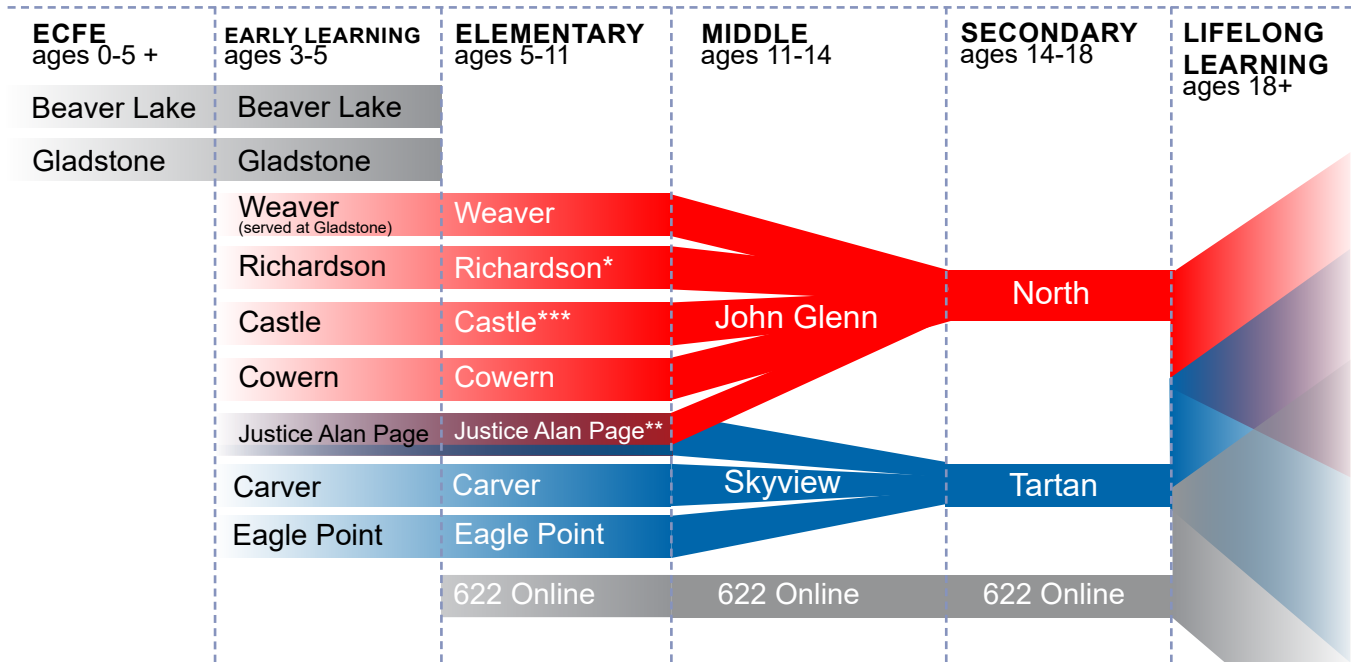 ECFE
ages 0-5 +
EARLY LEARNING
ages 3-5
ELEMENTARY
ages 5-11
MIDDLE
ages 11-14
SECONDARY
ages 14-18
LIFELONG
LEARNING
ages 18+
Beaver Lake
Beaver Lake
Gladstone
Gladstone
Weaver
(served at Gladstone)
Weaver
Richardson
Richardson*
Castle
Castle***
Cowern
Cowern
Justice Alan Page
Justice Alan Page**
Carver
Carver
Eagle Point
Eagle Point
John Glenn
Skyview
North
Tartan
622 Online
622 Online
622 Online